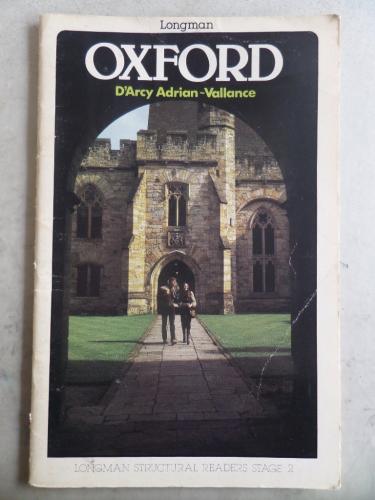 Longman
OXFORD
D'Arcy Adrian-Vallance
LONGMAN STRUCTURAL READERS STAGE 2